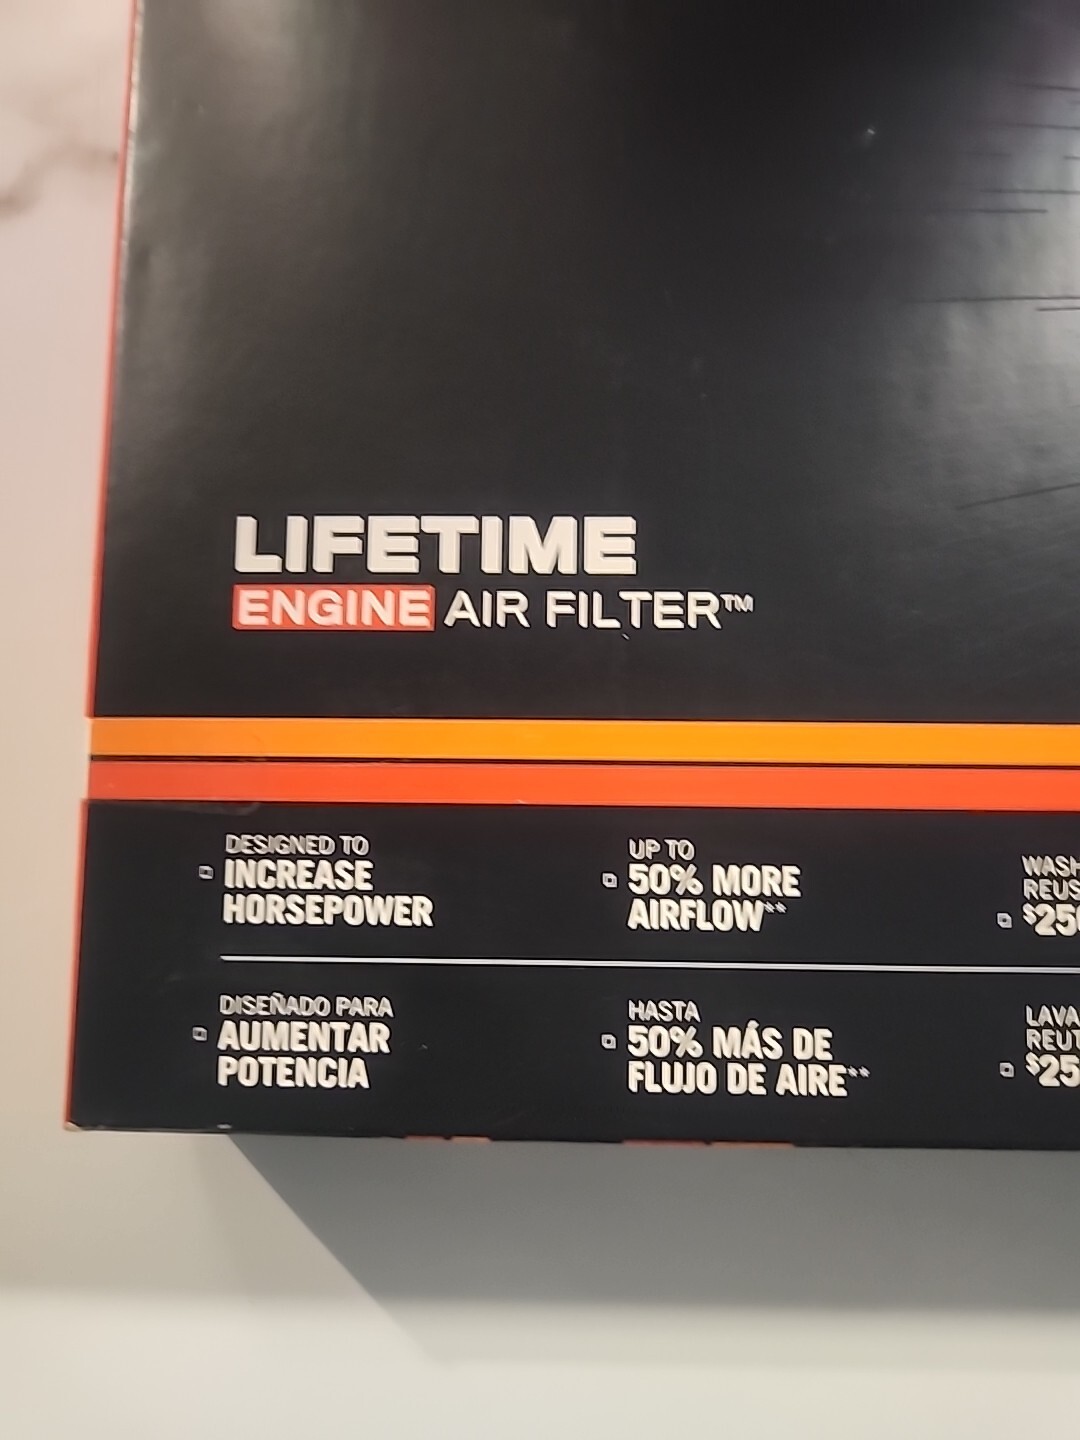 LIFETIME
ENGINE AIR FILTER™
DESIGNED TO
INCREASE
HORSEPOWER
UP TO
50% MORE
AIRFLOW**
DISEÑADO PARA
AUMENTAR
POTENCIA
HASTA
50% MÁS DE
FLUJO DE AIRE**